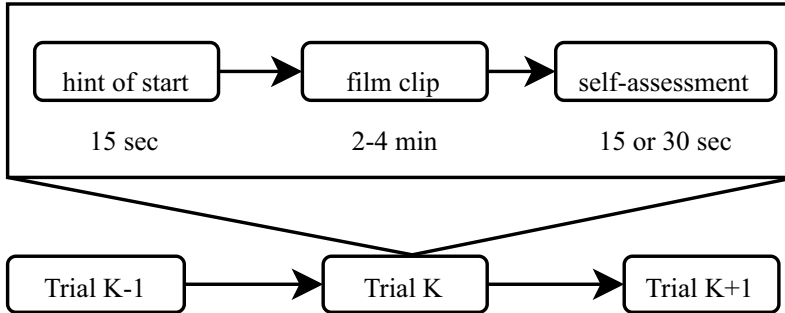 hint of start film clip self-assessment
15 sec 2-4 min 15 or 30 sec
Trial K-1 Trial K Trial K+1